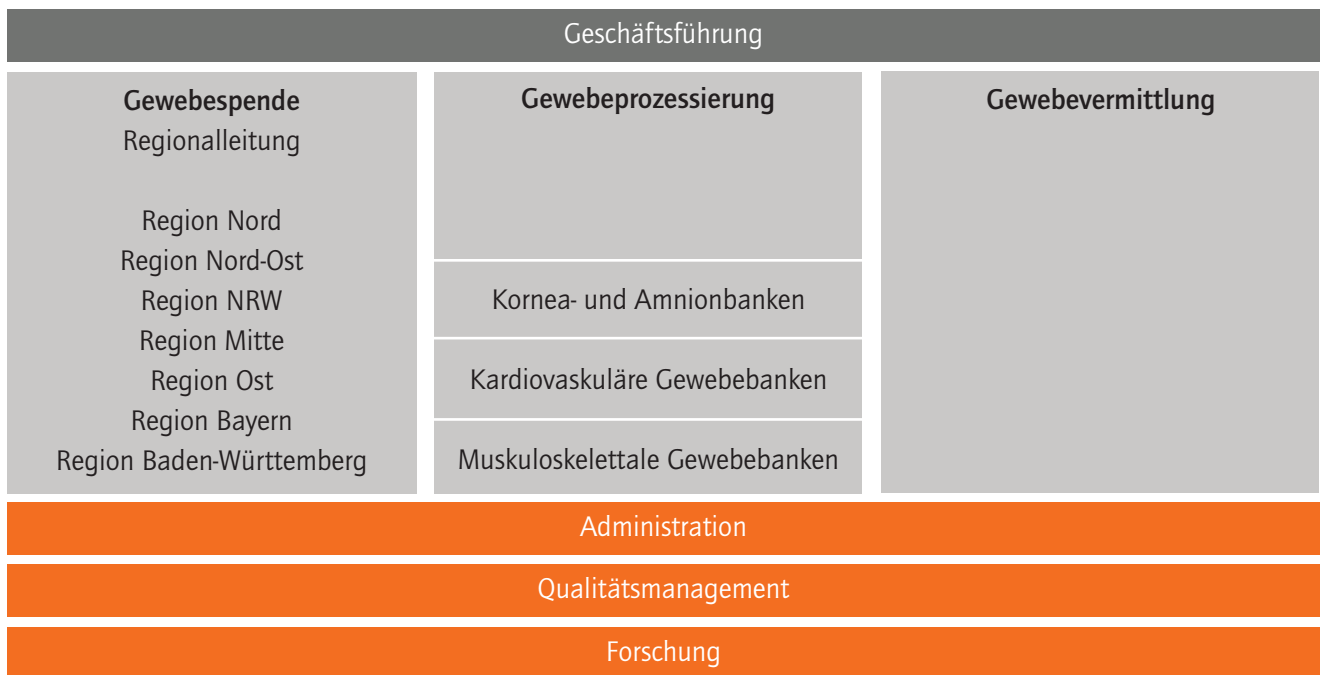 Geschäftsführung
Gewebespende
Regionalleitung
Region Nord
Region Nord-Ost
Region NRW
Region Mitte
Region Ost
Region Bayern
Region Baden-Württemberg
Gewebeprozessierung
Kornea- und Amnionbanken
Kardiovaskuläre Gewebebanken
Muskuloskelettale Gewebebanken
Gewebevermittlung
Administration
Qualitätsmanagement
Forschung